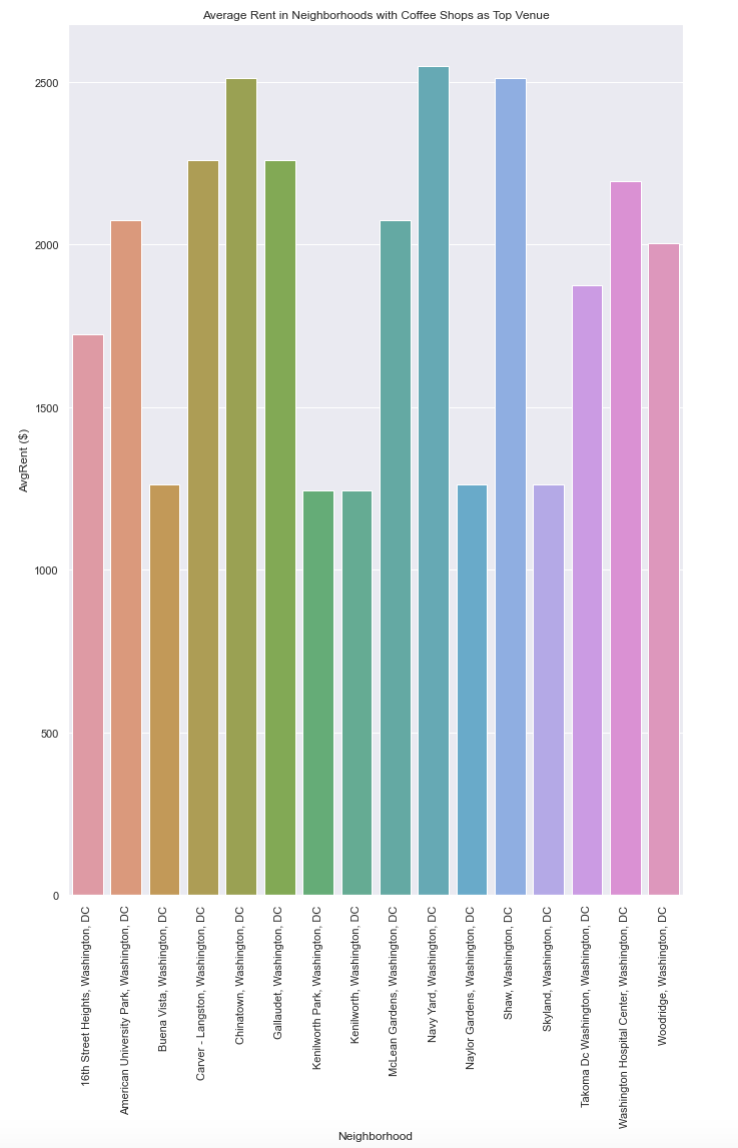 Average Rent in Neighborhoods with Coffee Shops as Top Venue
2500
2000
1500
1000
500
0
AvgRent ($)
16th Street Heights, Washington, DC
American University Park, Washington, DC
Buena Vista, Washington, DC
Carver - Langston, Washington, DC
Chinatown, Washington, DC
Gallaudet, Washington, DC
Kenilworth Park, Washington, DC
Kenilworth, Washington, DC
McLean Gardens, Washington, DC
Navy Yard, Washington, DC
Naylor Gardens, Washington, DC
Shaw, Washington, DC
Skyland, Washington, DC
Takoma Dc Washington, Washington, DC
Washington Hospital Center, Washington, DC
Woodridge, Washington, DC
Neighborhood